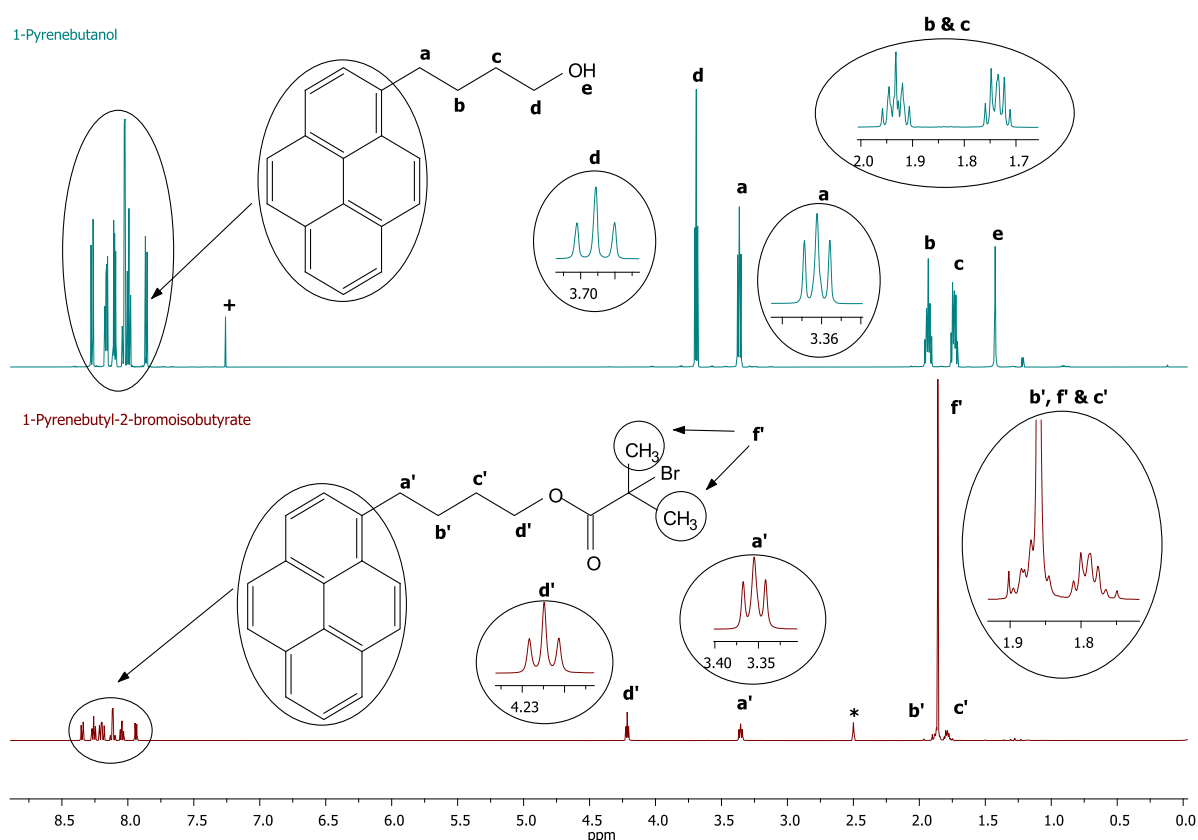 1-Pyrenebutanol
b & c
a
c
OH
e
b
d
2.0 1.9 1.8 1.7
d
3.70
d
a
a
3.36
b
c
e
+
1-Pyrenebutyl-2-bromoisobutyrate
f'
CH3
Br
CH3
a'
c'
O
b'
d'
O
f'
b', f' & c'
1.9 1.8
a'
3.40 3.35
d'
4.23
d'
a'
*
b'
c'
8.5 8.0 7.5 7.0 6.5 6.0 5.5 5.0 4.5 4.0 3.5 3.0 2.5 2.0 1.5 1.0 0.5 0.0
ppm